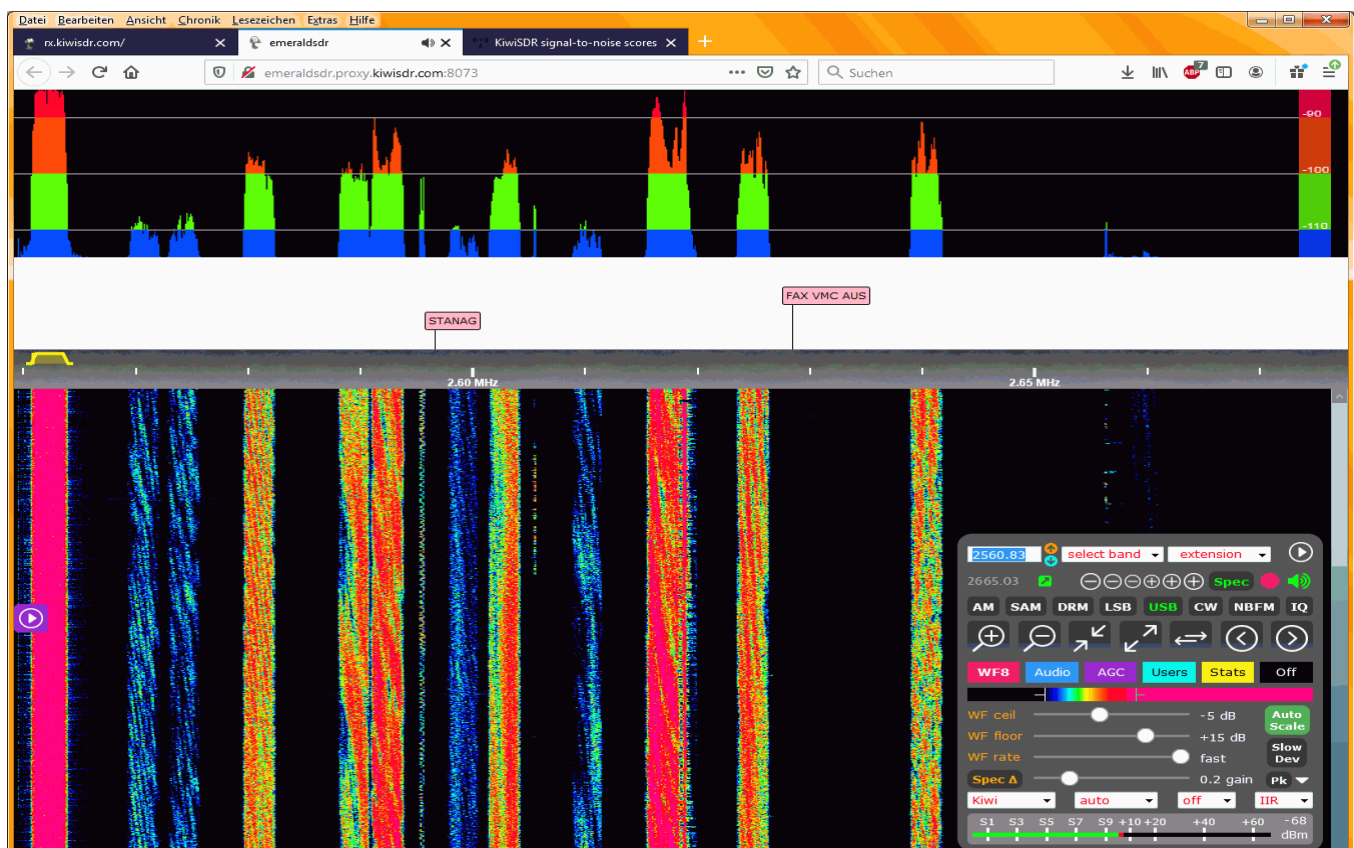 Datei Bearbeiten Ansicht Chronik Lesezeichen Extras Hilfe
rx.kiwisdr.com/ emeraldsdr KiwiSDR signal-to-noise scores
emeraldsdr.proxy.kiwisdr.com:8073 Suchen ABP 7
-90
-100
-110
FAX VMC AUS
STANAG
2.60 MHz 2.65 MHz
2560.83 select band extension
2665.03 Spec
AM SAM DRM LSB USB CW NBFM IQ
WF8 Audio AGC Users Stats Off
WF ceil -5 dB Auto Scale
WF floor +15 dB
WF rate fast Slow Dev
Spec Δ 0.2 gain Pk
Kiwi auto off IIR
S1 S3 S5 S7 S9 +10 +20 +40 +60 -68 dBm